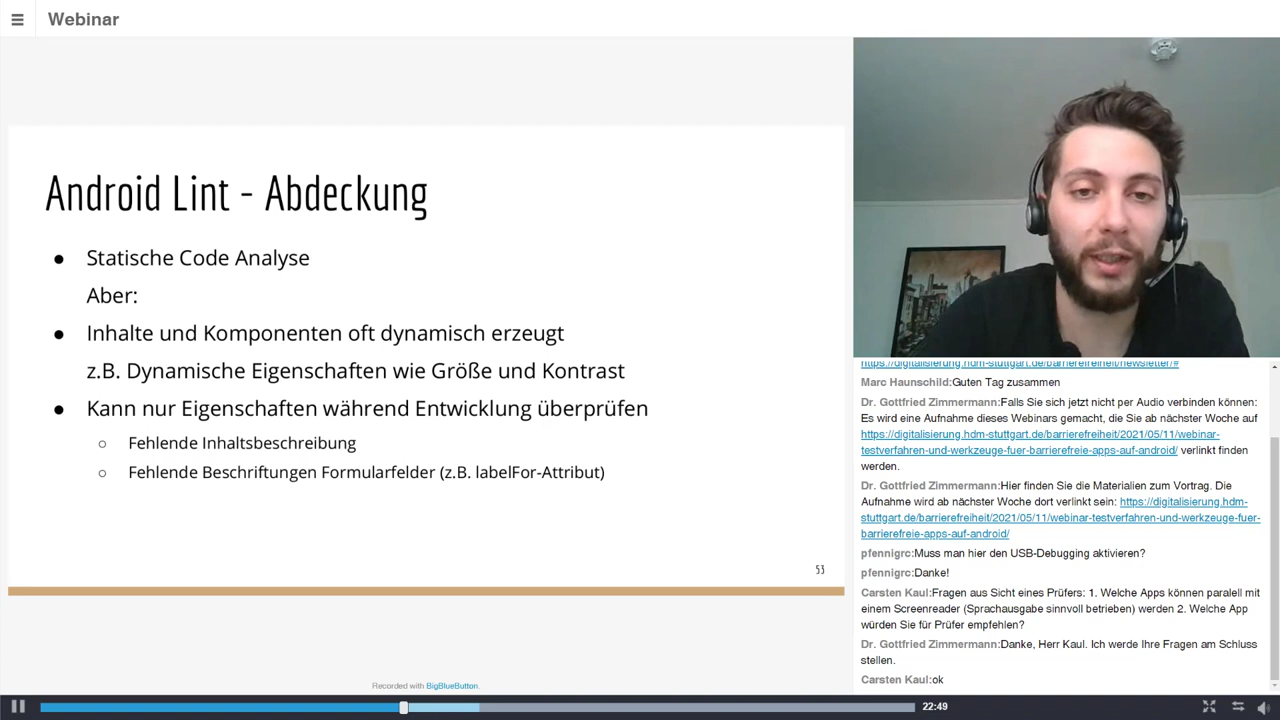 Webinar
Android Lint - Abdeckung
● Statische Code Analyse
Aber:
● Inhalte und Komponenten oft dynamisch erzeugt
z.B. Dynamische Eigenschaften wie Größe und Kontrast
● Kann nur Eigenschaften während Entwicklung überprüfen
○ Fehlende Inhaltsbeschreibung
○ Fehlende Beschriftungen Formularfelder (z.B. labelFor-Attribut)
53
Recorded with BigBlueButton.
https://digitalisierung.hdm-stuttgart.de/barrierefreiheit/newsletter/#
Marc Haunschild:Guten Tag zusammen
Dr. Gottfried Zimmermann:Falls Sie sich jetzt nicht per Audio verbinden können:
Es wird eine Aufnahme dieses Webinars gemacht, die Sie ab nächster Woche auf
https://digitalisierung.hdm-stuttgart.de/barrierefreiheit/2021/05/11/webinar-
testverfahren-und-werkzeuge-fuer-barrierefreie-apps-auf-android/ verlinkt finden
werden.
Dr. Gottfried Zimmermann:Hier finden Sie die Materialien zum Vortrag. Die
Aufnahme wird ab nächster Woche dort verlinkt sein: https://digitalisierung.hdm-
stuttgart.de/barrierefreiheit/2021/05/11/webinar-testverfahren-und-werkzeuge-fuer-
barrierefreie-apps-auf-android/
pfennigrc:Muss man hier den USB-Debugging aktivieren?
pfennigrc:Danke!
Carsten Kaul:Fragen aus Sicht eines Prüfers: 1. Welche Apps können paralell mit
einem Screenreader (Sprachausgabe sinnvoll betrieben) werden 2. Welche App
würden Sie für Prüfer empfehlen?
Dr. Gottfried Zimmermann:Danke, Herr Kaul. Ich werde Ihre Fragen am Schluss
stellen.
Carsten Kaul:ok
22:49